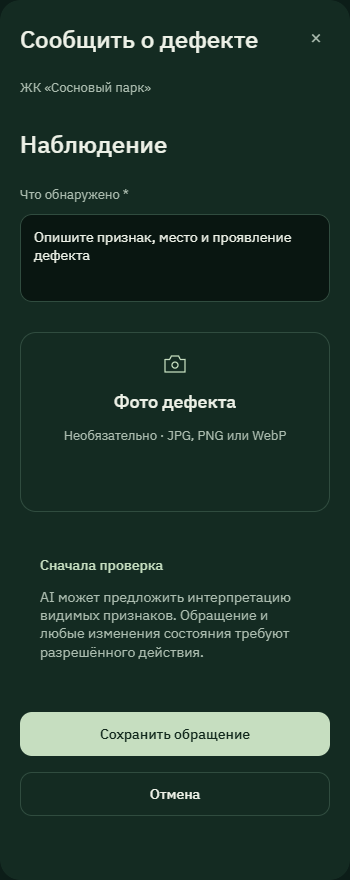 Сообщить о дефекте
×
ЖК «Сосновый парк»
Наблюдение
Что обнаружено *
Опишите признак, место и проявление
дефекта
Фото дефекта
Необязательно · JPG, PNG или WebP
Сначала проверка
AI может предложить интерпретацию
видимых признаков. Обращение и
любые изменения состояния требуют
разрешённого действия.
Сохранить обращение
Отмена